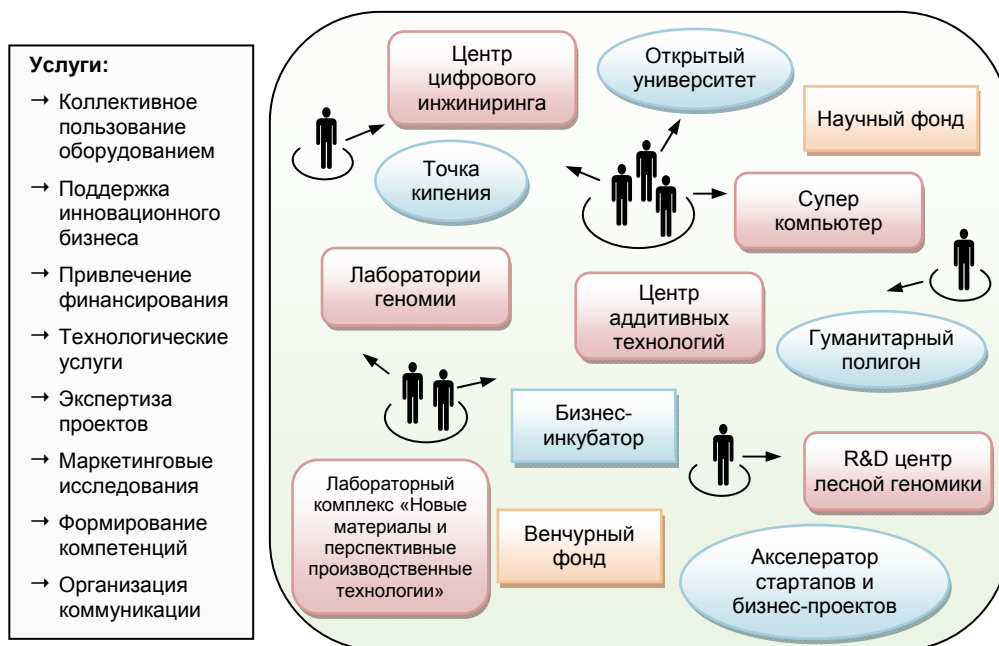 Услуги:
→ Коллективное
пользование
оборудованием
→ Поддержка
инновационного
бизнеса
→ Привлечение
финансирования
→ Технологические
услуги
→ Экспертиза
проектов
→ Маркетинговые
исследования
→ Формирование
компетенций
→ Организация
коммуникации
Центр
цифрового
инжиниринга
Открытый
университет
Научный фонд
Точка
кипения
Супер
компьютер
Лаборатории
геномии
Центр
аддитивных
технологий
Гуманитарный
полигон
Бизнес-
инкубатор
R&D центр
лесной геномики
Лабораторный
комплекс «Новые
материалы и
перспективные
производственные
технологии»
Венчурный
фонд
Акселератор
стартапов и
бизнес-проектов